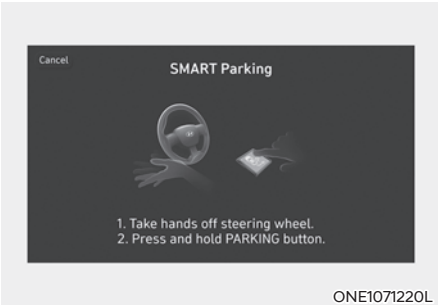 Cancel
SMART Parking
1. Take hands off steering wheel.
2. Press and hold PARKING button.
ONE1071220L